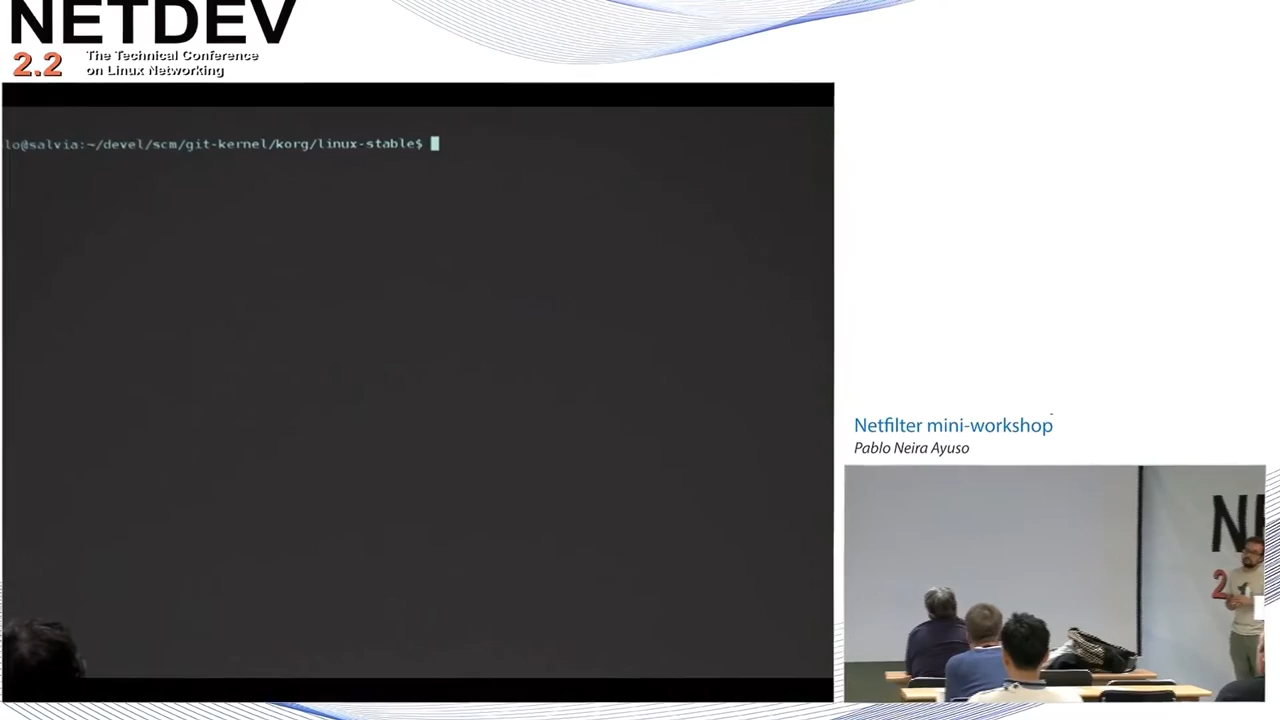 NETDEV
2.2
The Technical Conference
on Linux Networking
lo@salvia:~/devel/scm/git-kernel/korg/linux-stable$
Netfilter mini-workshop
Pablo Neira Ayuso
N
2.